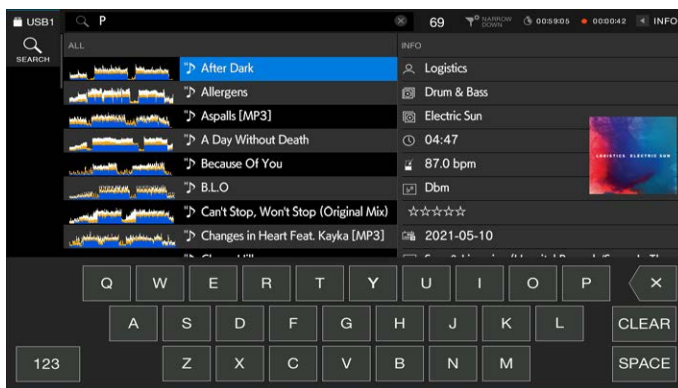 USB1
P
69
NARROW DOWN
00:59:05
00:00:42
INFO
SEARCH
ALL
INFO
After Dark
Allergens
Aspalls [MP3]
A Day Without Death
Because Of You
B.L.O
Can't Stop, Won't Stop (Original Mix)
Changes in Heart Feat. Kayka [MP3]
Logistics
Drum & Bass
Electric Sun
04:47
87.0 bpm
Dbm
2021-05-10
LOGISTICS ELECTRIC SUN
Q W E R T Y U I O P
A S D F G H J K L CLEAR
123 Z X C V B N M SPACE